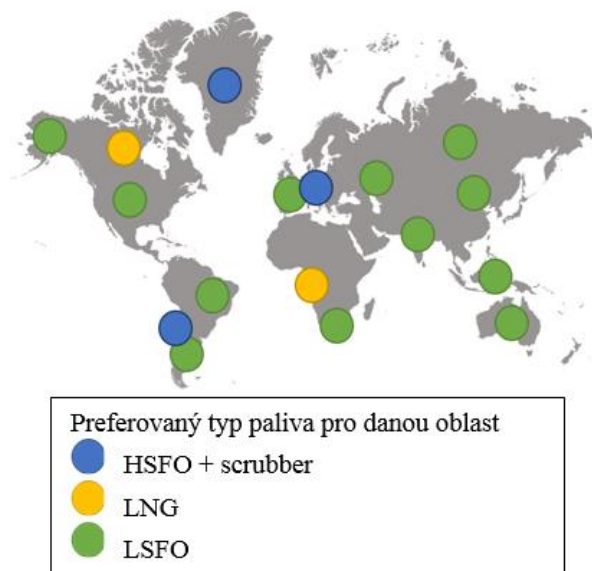 Preferovaný typ paliva pro danou oblast
HSFO + scrubber
LNG
LSFO